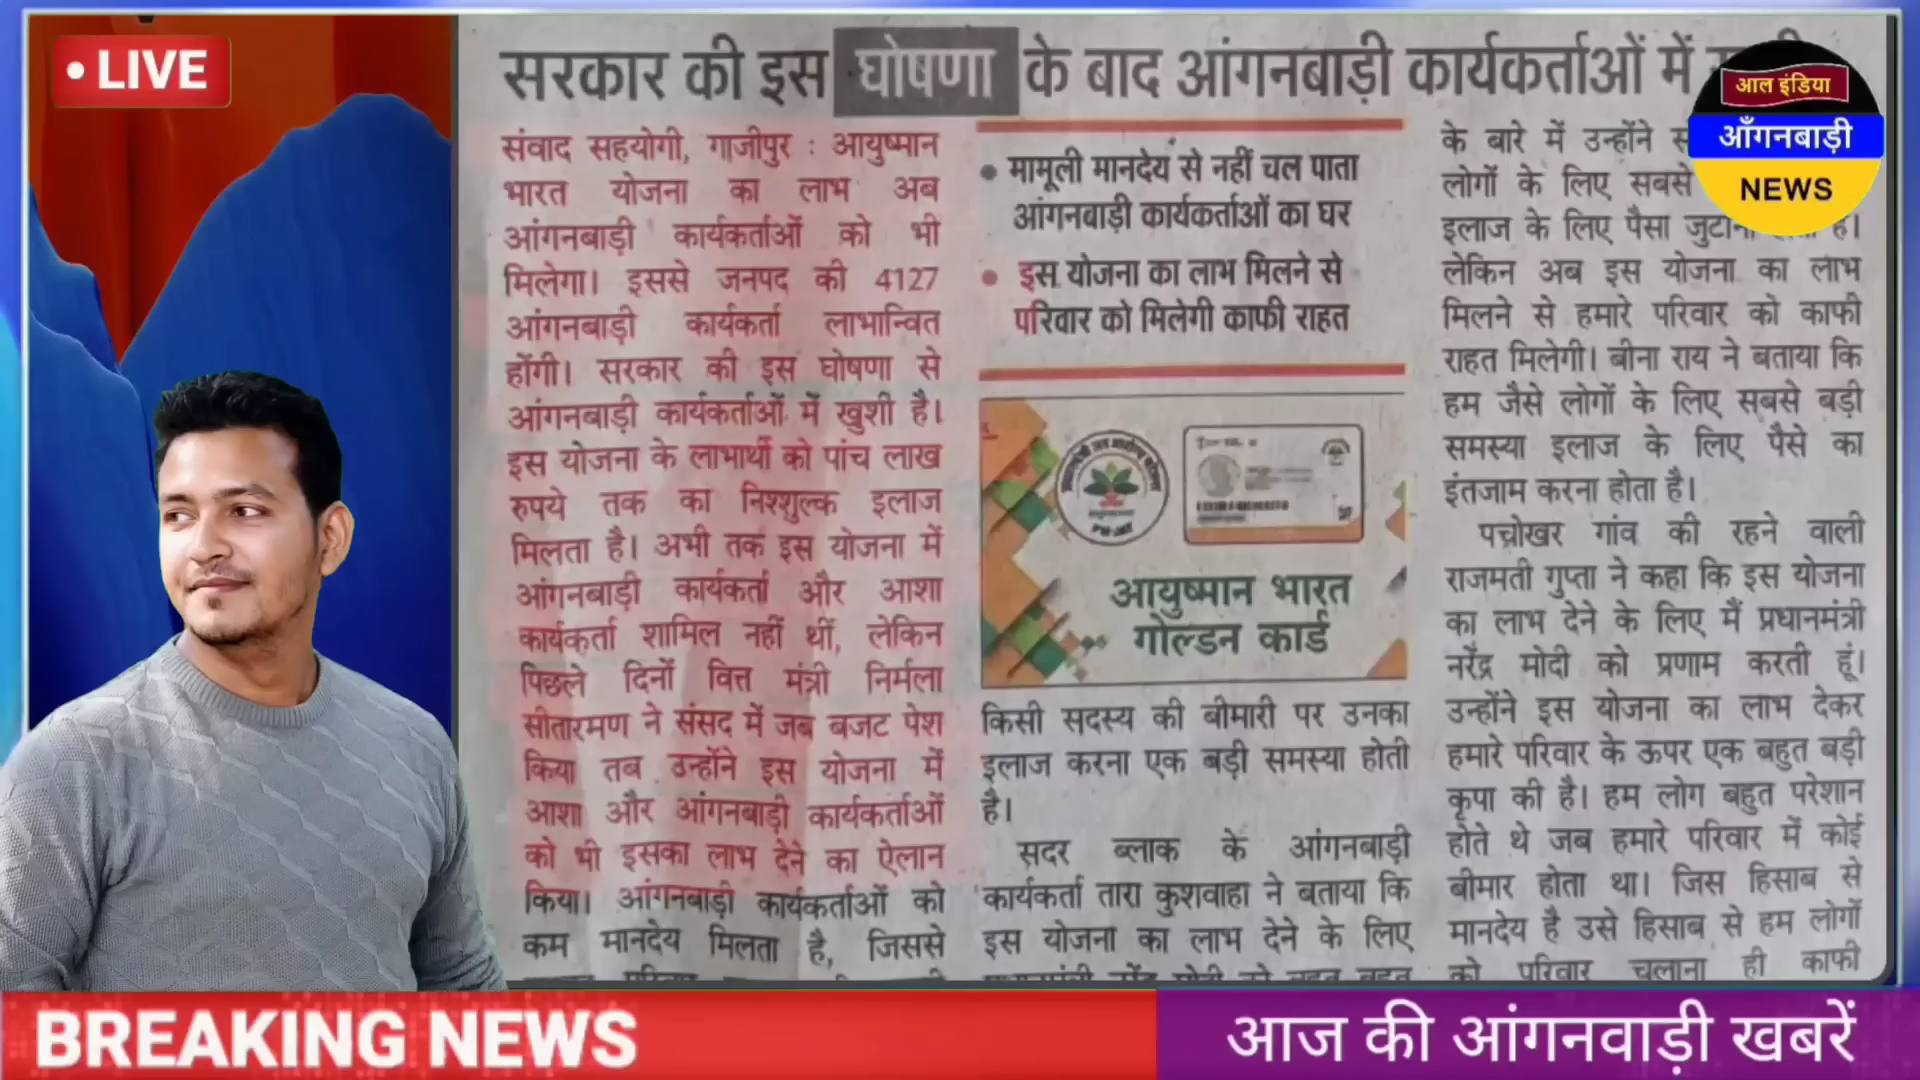 • LIVE
सरकार की इस घोषणा के बाद आंगनबाड़ी कार्यकर्ताओं में
आल इंडिया
आँगनबाड़ी
NEWS
संवाद सहयोगी, गाजीपुर : आयुष्मान
भारत योजना का लाभ अब
आंगनबाड़ी कार्यकर्ताओं को भी
मिलेगा। इससे जनपद की 4127
आंगनबाड़ी कार्यकर्ता लाभान्वित
होंगी। सरकार की इस घोषणा से
आंगनबाड़ी कार्यकर्ताओं में खुशी है।
इस योजना के लाभार्थी को पांच लाख
रुपये तक का निश्शुल्क इलाज
मिलता है। अभी तक इस योजना में
आंगनबाड़ी कार्यकर्ता और आशा
कार्यकर्ता शामिल नहीं थीं, लेकिन
पिछले दिनों वित्त मंत्री निर्मला
सीतारमण ने संसद में जब बजट पेश
किया तब उन्होंने इस योजना में
आशा और आंगनबाड़ी कार्यकर्ताओं
को भी इसका लाभ देने का ऐलान
किया। आंगनबाड़ी कार्यकर्ताओं को
कम मानदेय मिलता है, जिससे
• मामूली मानदेय से नहीं चल पाता
आंगनबाड़ी कार्यकर्ताओं का घर
• इस योजना का लाभ मिलने से
परिवार को मिलेगी काफी राहत
आयुष्मान भारत
गोल्डन कार्ड
किसी सदस्य की बीमारी पर उनका
इलाज करना एक बड़ी समस्या होती
है।
सदर ब्लाक के आंगनबाड़ी
कार्यकर्ता तारा कुशवाहा ने बताया कि
इस योजना का लाभ देने के लिए
के बारे में उन्होंने
लोगों के लिए सबसे
इलाज के लिए पैसा जुटाना है।
लेकिन अब इस योजना का लाभ
मिलने से हमारे परिवार को काफी
राहत मिलेगी। बीना राय ने बताया कि
हम जैसे लोगों के लिए सबसे बड़ी
समस्या इलाज के लिए पैसे का
इंतजाम करना होता है।
पच्रोखर गांव की रहने वाली
राजमती गुप्ता ने कहा कि इस योजना
का लाभ देने के लिए मैं प्रधानमंत्री
नरेंद्र मोदी को प्रणाम करती हूं।
उन्होंने इस योजना का लाभ देकर
हमारे परिवार के ऊपर एक बहुत बड़ी
कृपा की है। हम लोग बहुत परेशान
होते थे जब हमारे परिवार में कोई
बीमार होता था। जिस हिसाब से
मानदेय है उसे हिसाब से हम लोगों
को परिवार चलाना ही काफी
BREAKING NEWS
आज की आंगनवाड़ी खबरें